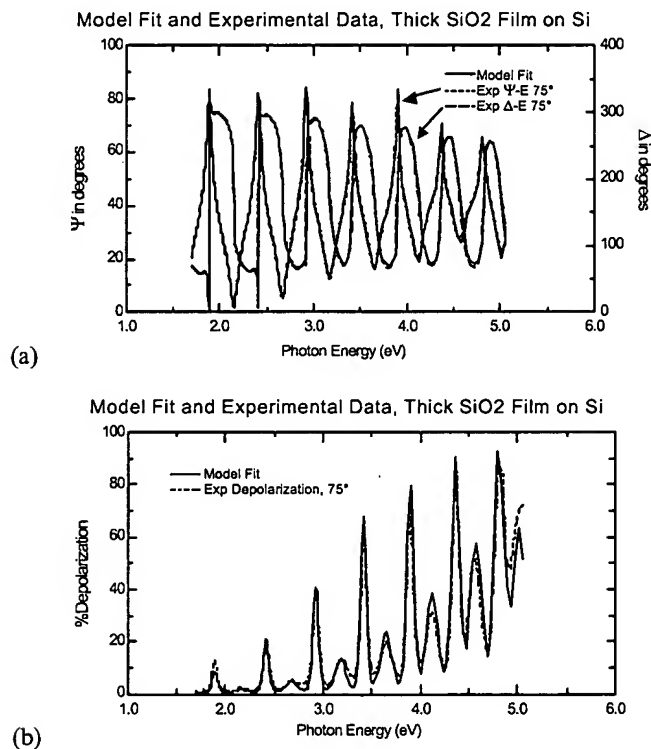 Model Fit and Experimental Data, Thick SiO2 Film on Si
100
80
60
40
20
0
Ψ in degrees
Model Fit
Exp Ψ-E 75°
Exp Δ-E 75°
400
300
200
100
0
Δ in degrees
1.0 2.0 3.0 4.0 5.0 6.0
Photon Energy (eV)
(a)
Model Fit and Experimental Data, Thick SiO2 Film on Si
100
80
60
40
20
0
%Depolarization
Model Fit
Exp Depolarization, 75°
1.0 2.0 3.0 4.0 5.0 6.0
Photon Energy (eV)
(b)